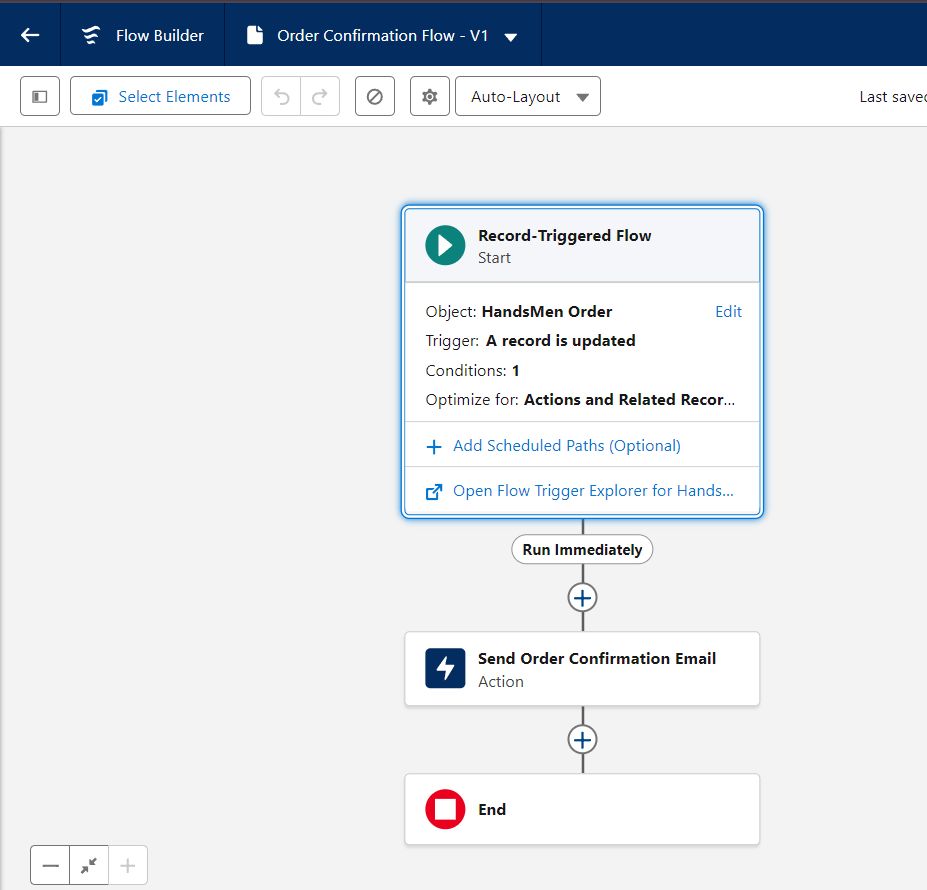 Flow Builder
Order Confirmation Flow - V1
Select Elements
Auto-Layout
Last saved
Record-Triggered Flow
Start
Object: HandsMen Order
Edit
Trigger: A record is updated
Conditions: 1
Optimize for: Actions and Related Recor...
Add Scheduled Paths (Optional)
Open Flow Trigger Explorer for Hands...
Run Immediately
Send Order Confirmation Email
Action
End